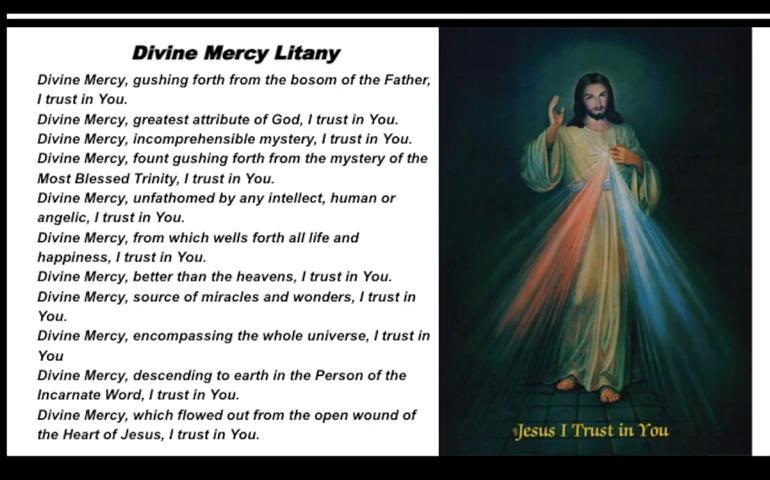 Divine Mercy Litany
Divine Mercy, gushing forth from the bosom of the Father,
I trust in You.
Divine Mercy, greatest attribute of God, I trust in You.
Divine Mercy, incomprehensible mystery, I trust in You.
Divine Mercy, fount gushing forth from the mystery of the
Most Blessed Trinity, I trust in You.
Divine Mercy, unfathomed by any intellect, human or
angelic, I trust in You.
Divine Mercy, from which wells forth all life and
happiness, I trust in You.
Divine Mercy, better than the heavens, I trust in You.
Divine Mercy, source of miracles and wonders, I trust in
You.
Divine Mercy, encompassing the whole universe, I trust in
You
Divine Mercy, descending to earth in the Person of the
Incarnate Word, I trust in You.
Divine Mercy, which flowed out from the open wound of
the Heart of Jesus, I trust in You.
Jesus I Trust in You